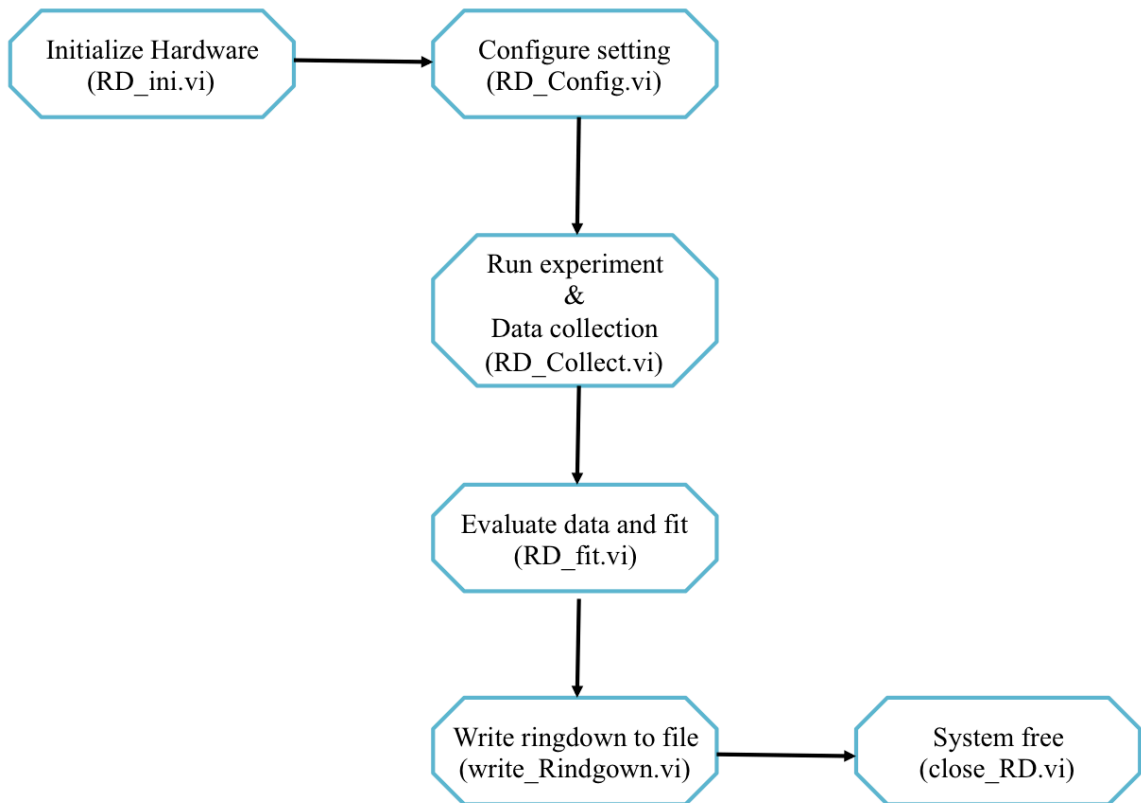 Initialize Hardware
(RD_ini.vi)
Configure setting
(RD_Config.vi)
Run experiment
&
Data collection
(RD_Collect.vi)
Evaluate data and fit
(RD_fit.vi)
Write ringdown to file
(write_Rindgown.vi)
System free
(close_RD.vi)